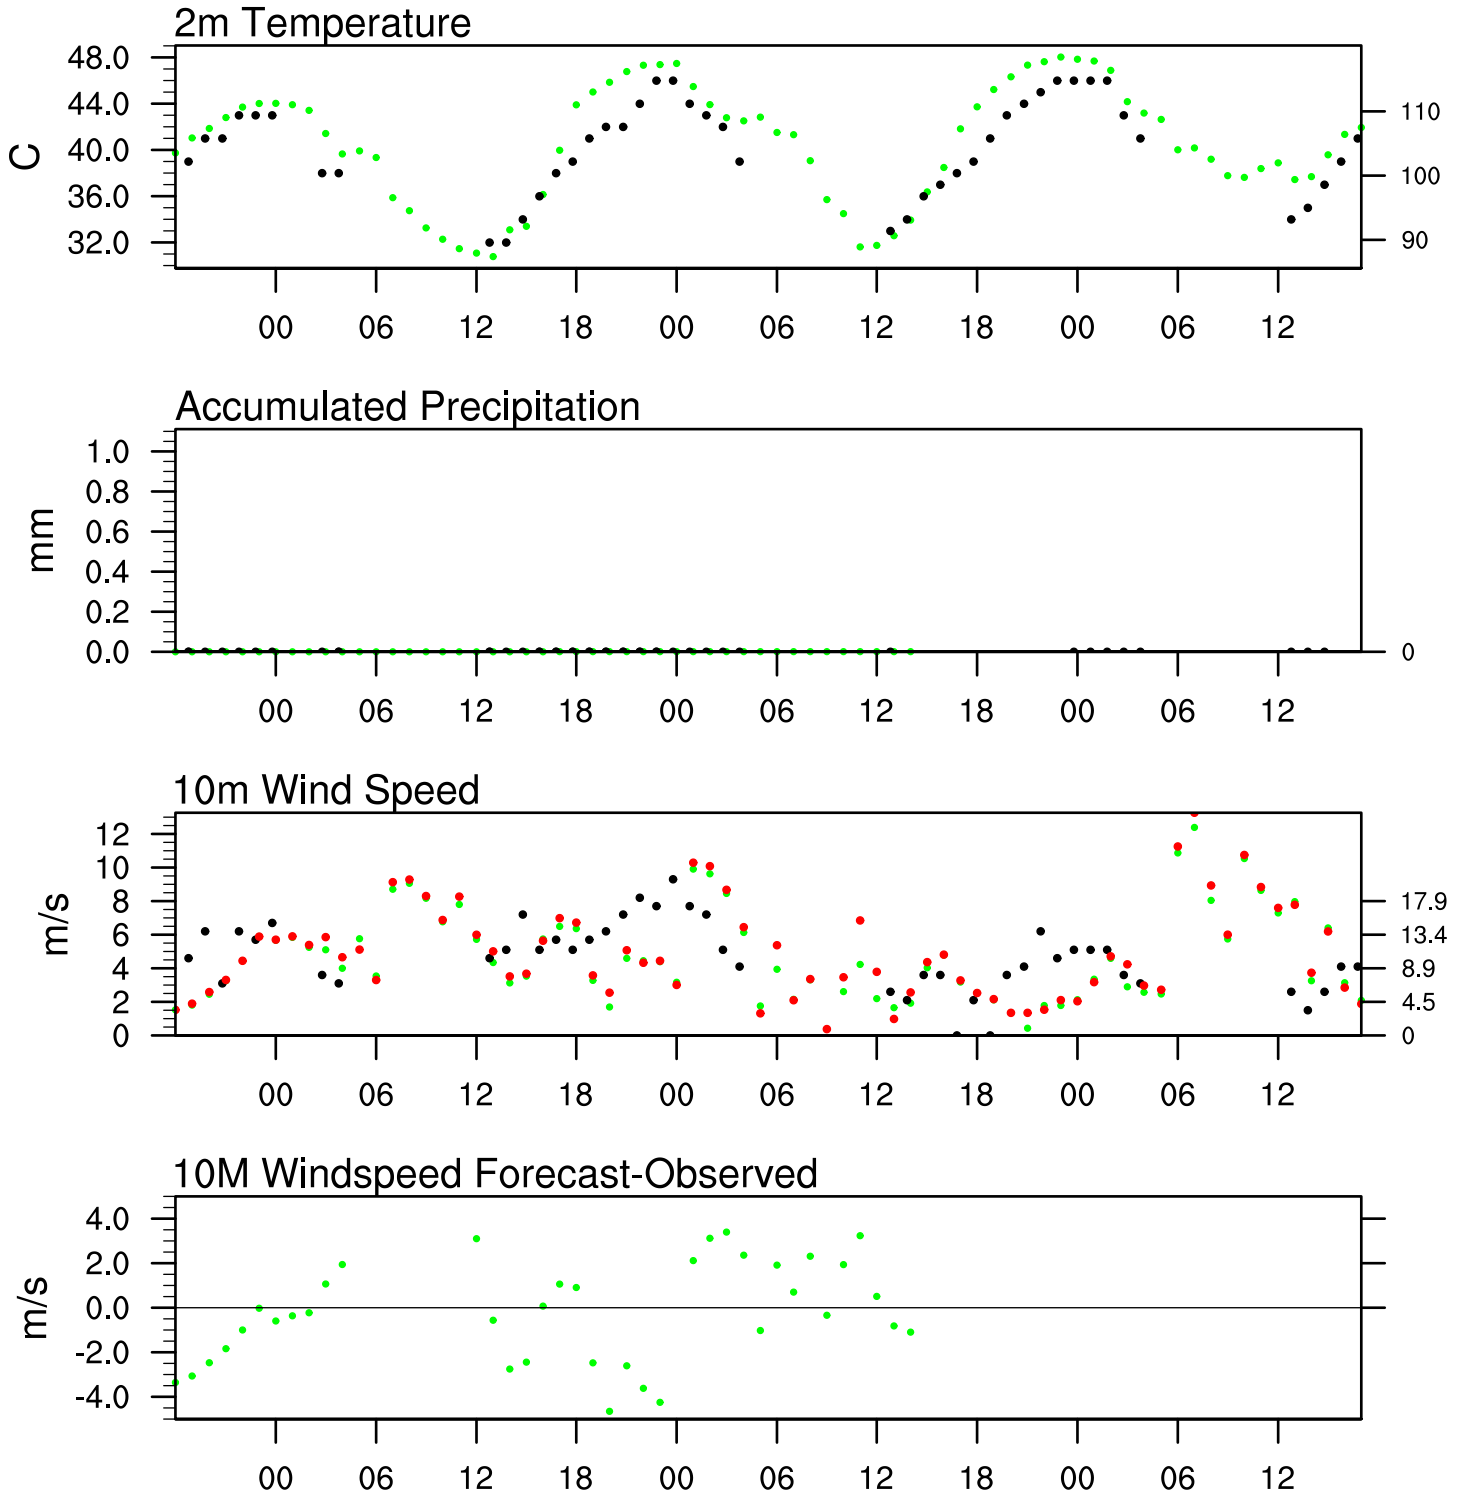 2m Temperature
48.0
44.0
40.0
36.0
32.0
C
110
100
90
00 06 12 18 00 06 12 18 00 06 12
Accumulated Precipitation
1.0
0.8
0.6
0.4
0.2
0.0
mm
0
00 06 12 18 00 06 12 18 00 06 12
10m Wind Speed
12
10
8
6
4
2
0
m/s
17.9
13.4
8.9
4.5
0
00 06 12 18 00 06 12 18 00 06 12
10M Windspeed Forecast-Observed
4.0
2.0
0.0
-2.0
-4.0
m/s
00 06 12 18 00 06 12 18 00 06 12